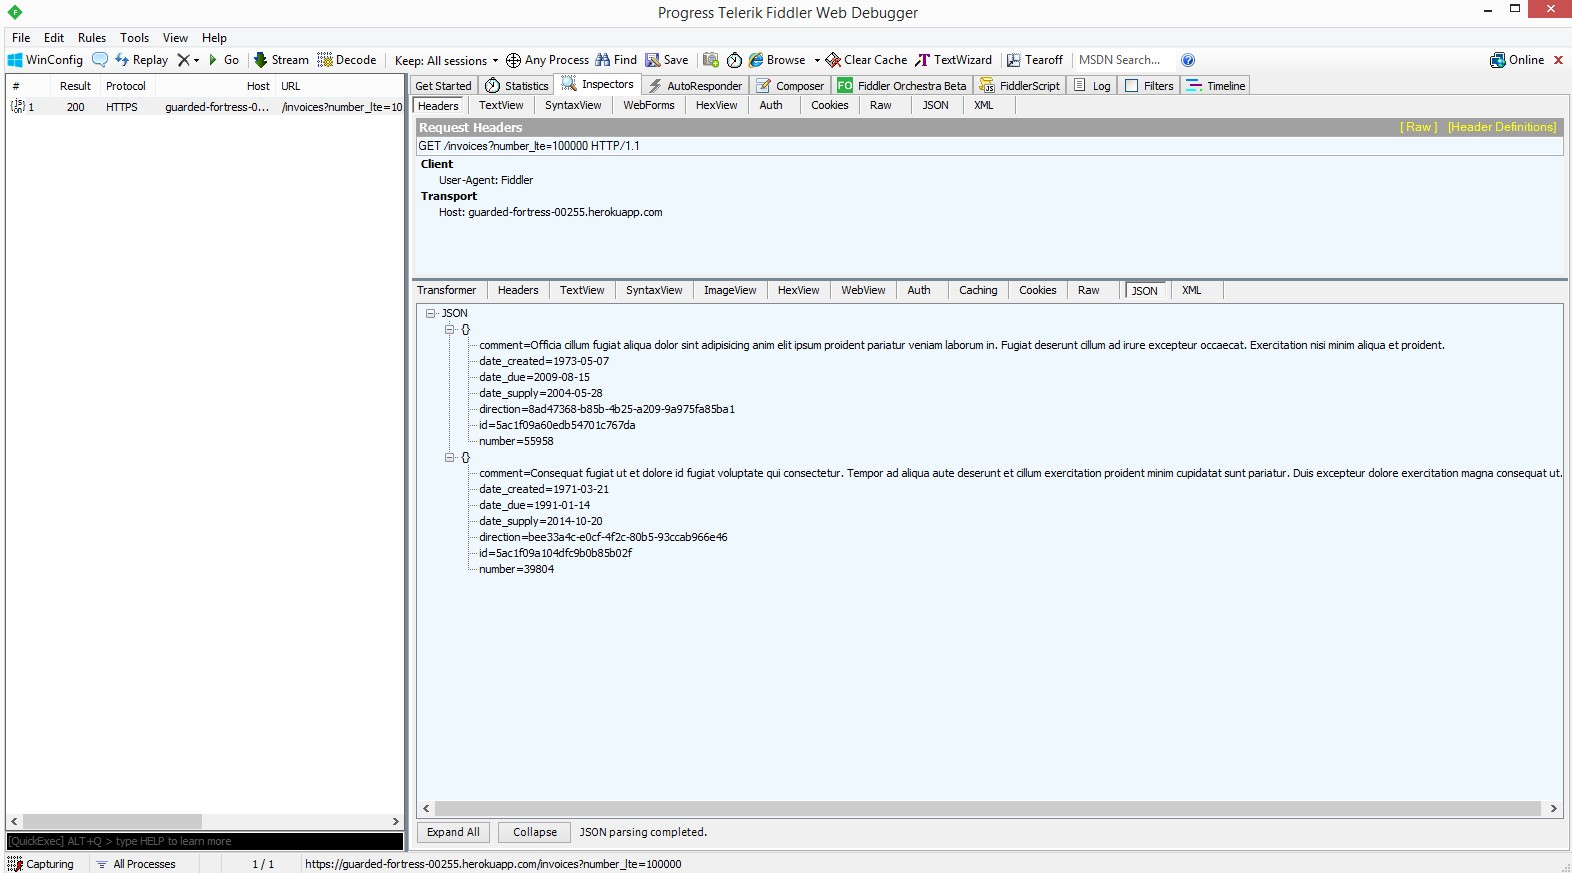 Progress Telerik Fiddler Web Debugger
File Edit Rules Tools View Help
WinConfig Replay Go Stream Decode Keep: All sessions Any Process Find Save Browse Clear Cache TextWizard Tearoff MSDN Search... Online
# Result Protocol Host URL
1 200 HTTPS guarded-fortress-0... /invoices?number_lte=10
Get Started Statistics Inspectors AutoResponder Composer FO Fiddler Orchestra Beta FiddlerScript Log Filters Timeline
Headers TextView SyntaxView WebForms HexView Auth Cookies Raw JSON XML
Request Headers [ Raw ] [Header Definitions]
GET /invoices?number_lte=100000 HTTP/1.1
Client
User-Agent: Fiddler
Transport
Host: guarded-fortress-00255.herokuapp.com
Transformer Headers TextView SyntaxView ImageView HexView WebView Auth Caching Cookies Raw JSON XML
JSON
{}
comment=Officia cillum fugiat aliqua dolor sint adipisicing anim elit ipsum proident pariatur veniam laborum in. Fugiat deserunt cillum ad irure excepteur occaecat. Exercitation nisi minim aliqua et proident.
date_created=1973-05-07
date_due=2009-08-15
date_supply=2004-05-28
direction=8ad47368-b85b-4b25-a209-9a975fa85ba1
id=5ac1f09a60edb54701c767da
number=55958
{}
comment=Consequat fugiat ut et dolore id fugiat voluptate qui consectetur. Tempor ad aliqua aute deserunt et cillum exercitation proident minim cupidatat sunt pariatur. Duis excepteur dolore exercitation magna consequat ut.
date_created=1971-03-21
date_due=1991-01-14
date_supply=2014-10-20
direction=bee33a4c-e0cf-4f2c-80b5-93ccab966e46
id=5ac1f09a104dfc9b0b85b02f
number=39804
Expand All Collapse JSON parsing completed.
[QuickExec] ALT+Q > type HELP to learn more
Capturing All Processes 1 / 1 https://guarded-fortress-00255.herokuapp.com/invoices?number_lte=100000